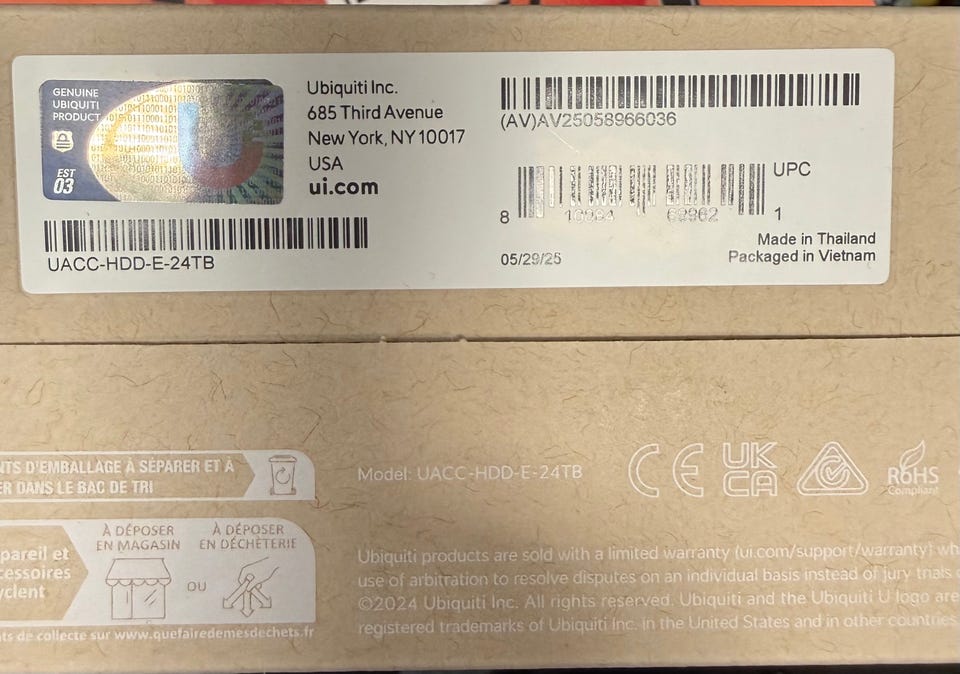 GENUINE
UBIQUITI
PRODUCT
EST
03
Ubiquiti Inc.
685 Third Avenue
New York, NY 10017
USA
ui.com
UACC-HDD-E-24TB
(AV)AV25058966036
UPC
8 10084 69962 1
05/29/25
Made in Thailand
Packaged in Vietnam
NTS D'EMBALLAGE À SÉPARER ET À
ER DANS LE BAC DE TRI
À DÉPOSER
EN MAGASIN
À DÉPOSER
EN DÉCHÈTERIE
pareil et
cessoires
yclent
OU
ts de collecte sur www.quefairedemesdechets.fr
Model: UACC-HDD-E-24TB
CE
UK
CA
RoHS
Compliant
Ubiquiti products are sold with a limited warranty (ui.com/support/warranty) wh
use of arbitration to resolve disputes on an individual basis instead of jury trials
©2024 Ubiquiti Inc. All rights reserved. Ubiquiti and the Ubiquiti U logo are
registered trademarks of Ubiquiti Inc. in the United States and in other countries.